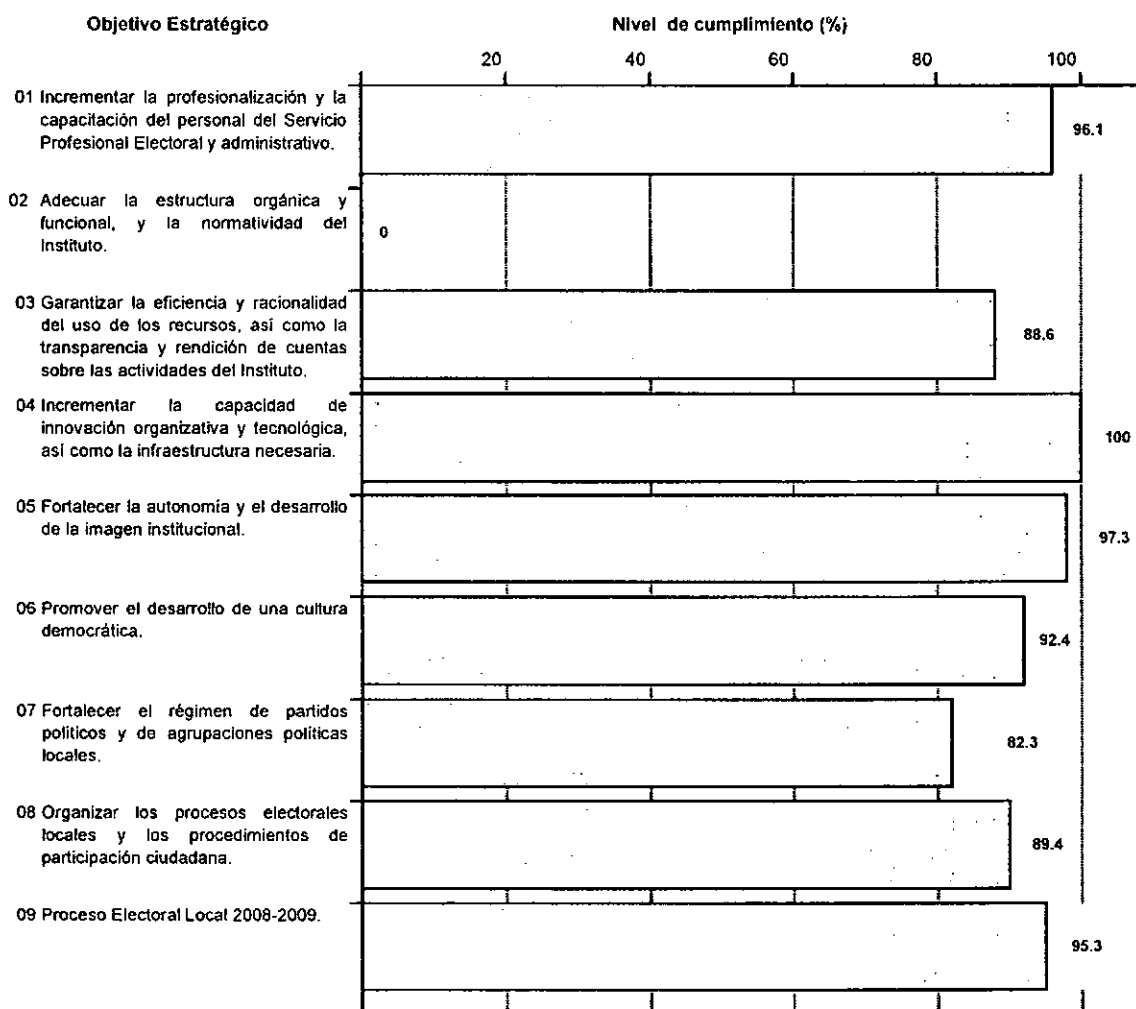 Objetivo Estratégico
Nivel de cumplimiento (%)
20 40 60 80 100
01 Incrementar la profesionalización y la
capacitación del personal del Servicio
Profesional Electoral y administrativo.
96.1
02 Adecuar la estructura orgánica y
funcional, y la normatividad del
Instituto.
0
03 Garantizar la eficiencia y racionalidad
del uso de los recursos, así como la
transparencia y rendición de cuentas
sobre las actividades del Instituto.
88.6
04 Incrementar la capacidad de
innovación organizativa y tecnológica,
así como la infraestructura necesaria.
100
05 Fortalecer la autonomía y el desarrollo
de la imagen institucional.
97.3
06 Promover el desarrollo de una cultura
democrática.
92.4
07 Fortalecer el régimen de partidos
políticos y de agrupaciones políticas
locales.
82.3
08 Organizar los procesos electorales
locales y los procedimientos de
participación ciudadana.
89.4
09 Proceso Electoral Local 2008-2009.
95.3